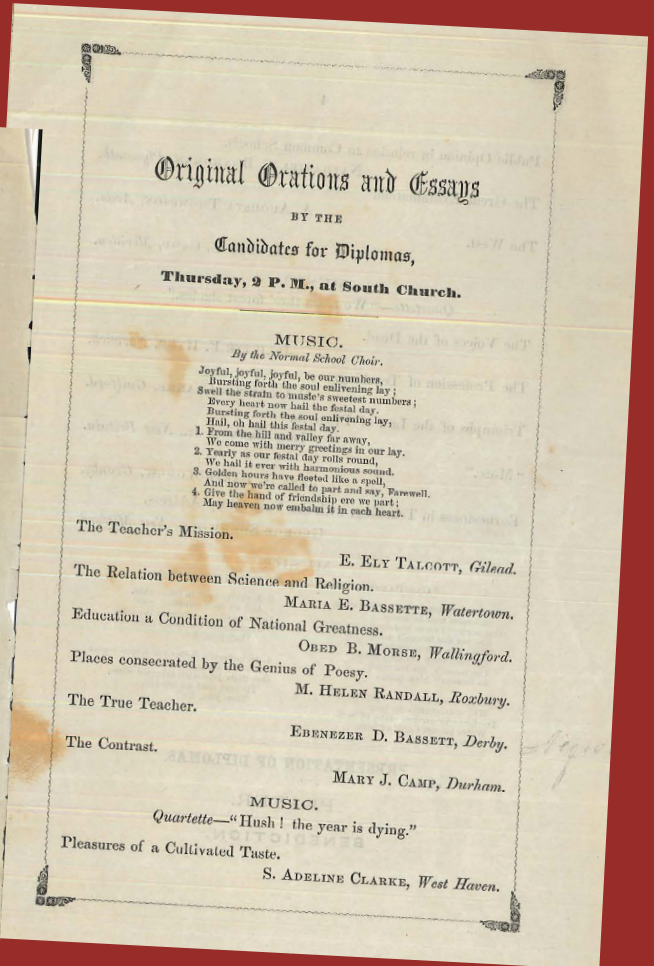 Original Orations and Essays
BY THE
Candidates for Diplomas,
Thursday, 2 P. M., at South Church.
MUSIC.
By the Normal School Choir.
Joyful, joyful, joyful, be our numbers,
Bursting forth the soul enlivening lay;
Swell the strain to music's sweetest numbers;
Every heart now hail the festal day.
Bursting forth the soul enlivening lay,
Hail, oh hail this festal day.
1. From the hill and valley far away,
We come with merry greetings in our lay.
2. Yearly as our festal day rolls round,
We hail it ever with harmonious sound.
3. Golden hours have fleeted like a spell,
And now we're called to part and say, Farewell.
4. Give the hand of friendship ere we part;
May heaven now embalm it in each heart.
The Teacher's Mission.
E. ELY TALCOTT, Gilead.
The Relation between Science and Religion.
MARIA E. BASSETTE, Watertown.
Education a Condition of National Greatness.
OBED B. MORSE, Wallingford.
Places consecrated by the Genius of Poesy.
M. HELEN RANDALL, Roxbury.
The True Teacher.
EBENEZER D. BASSETT, Derby.
The Contrast.
MARY J. CAMP, Durham.
MUSIC.
Quartette—"Hush! the year is dying."
Pleasures of a Cultivated Taste.
S. ADELINE CLARKE, West Haven.